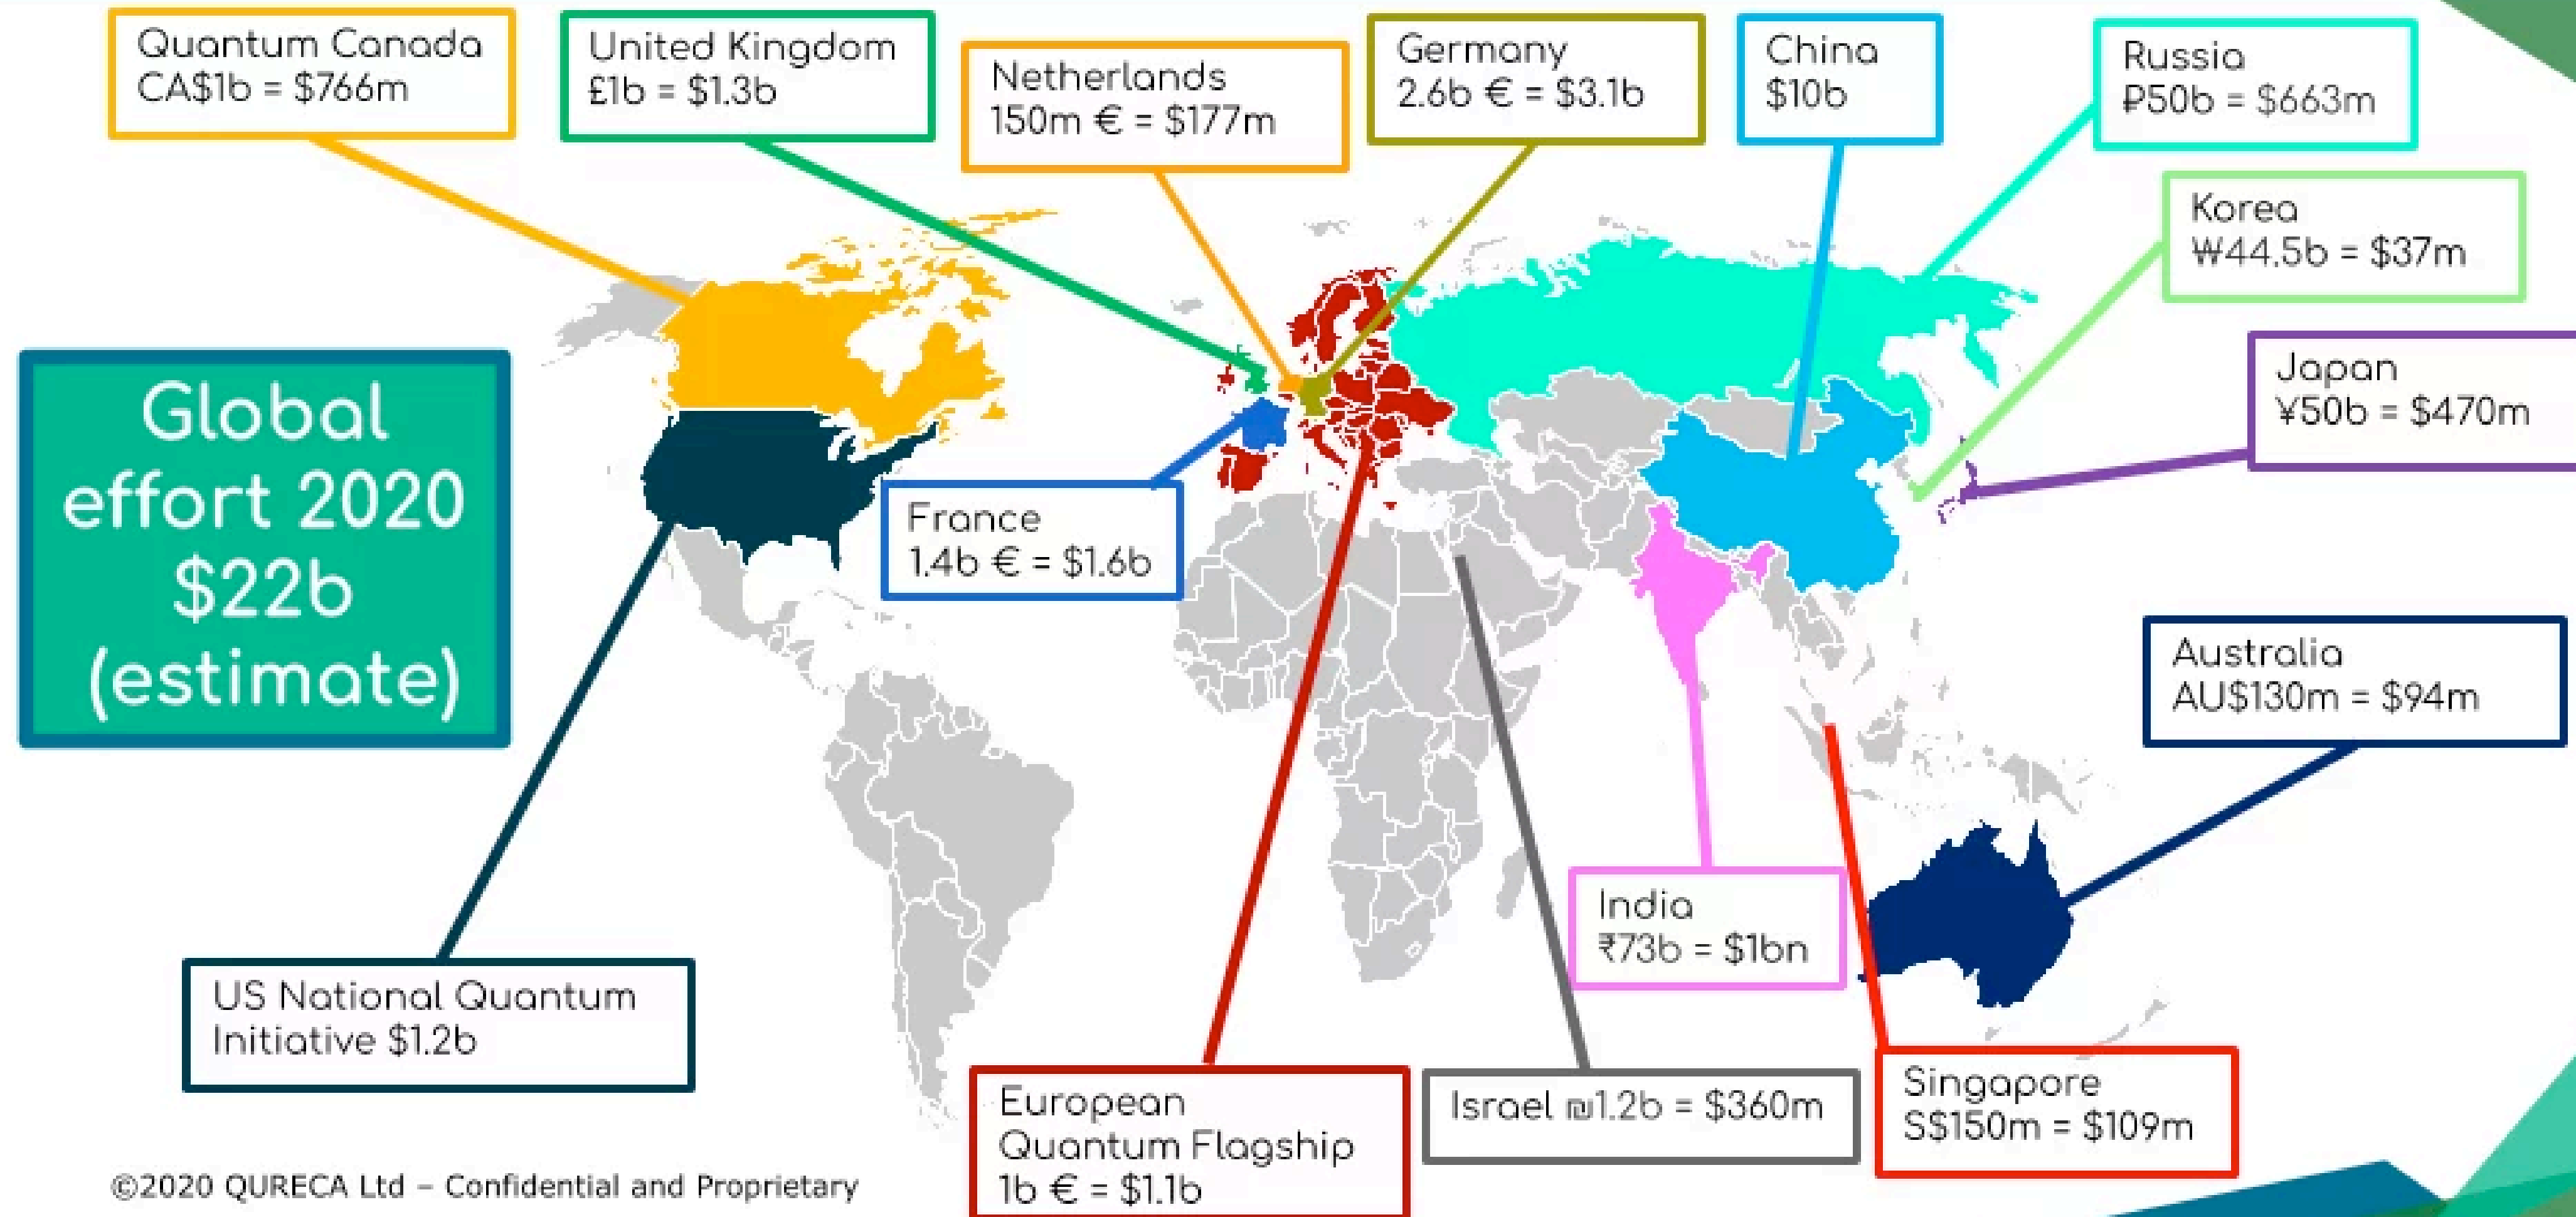 Quantum Canada
CA$1b = $766m
United Kingdom
£1b = $1.3b
Netherlands
150m € = $177m
Germany
2.6b € = $3.1b
China
$10b
Russia
₽50b = $663m
Korea
₩44.5b = $37m
Japan
¥50b = $470m
Global
effort 2020
$22b
(estimate)
France
1.4b € = $1.6b
Australia
AU$130m = $94m
India
₹73b = $1bn
US National Quantum
Initiative $1.2b
European
Quantum Flagship
1b € = $1.1b
Israel ₪1.2b = $360m
Singapore
S$150m = $109m
©2020 QURECA Ltd – Confidential and Proprietary